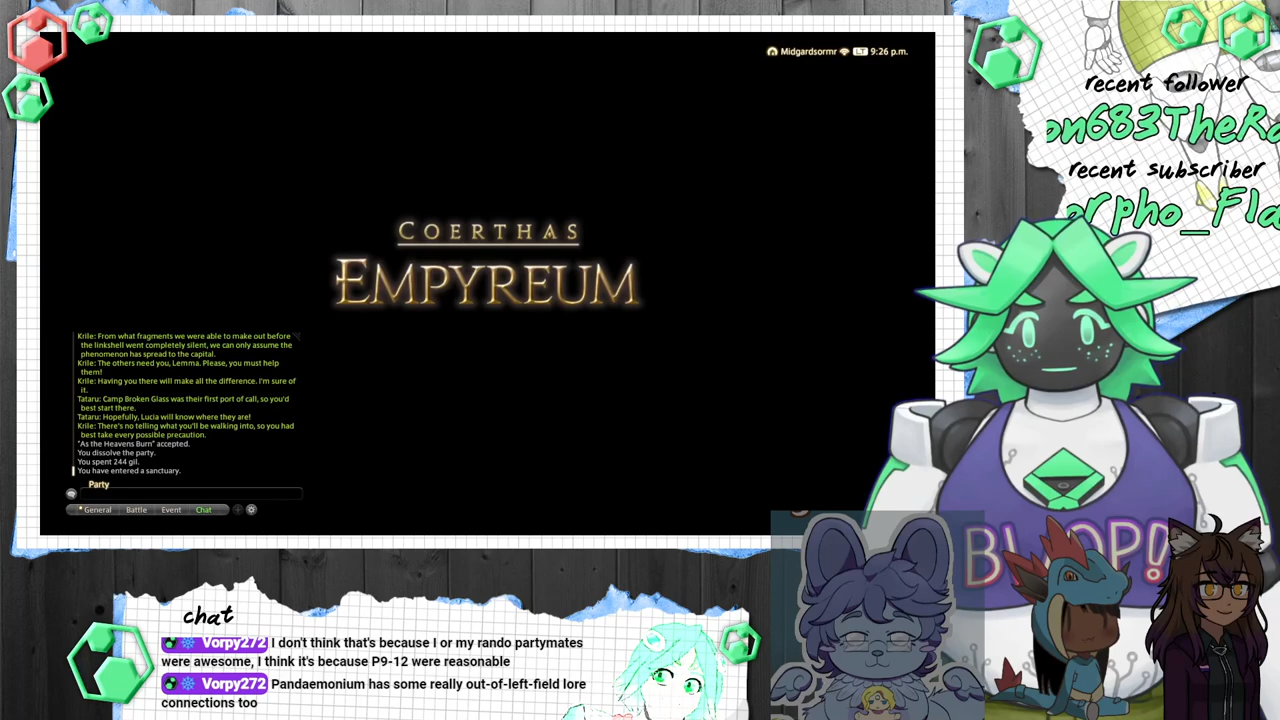 Midgardsormr LT 9:26 p.m.
recent follower
on683TheRo
recent subscriber
orpho_Fla
COERTHAS
EMPYREUM
Krile: From what fragments we were able to make out before
the linkshell went completely silent, we can only assume the
phenomenon has spread to the capital.
Krile: The others need you, Lemma. Please, you must help
them!
Krile: Having you there will make all the difference. I'm sure of
it.
Tataru: Camp Broken Glass was their first port of call, so you'd
best start there.
Tataru: Hopefully, Lucia will know where they are!
Krile: There's no telling what you'll be walking into, so you had
best take every possible precaution.
"As the Heavens Burn" accepted.
You dissolve the party.
You spent 244 gil.
You have entered a sanctuary.
Party
General Battle Event Chat
chat
Vorpy272 I don't think that's because I or my rando partymates
were awesome, I think it's because P9-12 were reasonable
Vorpy272 Pandaemonium has some really out-of-left-field lore
connections too